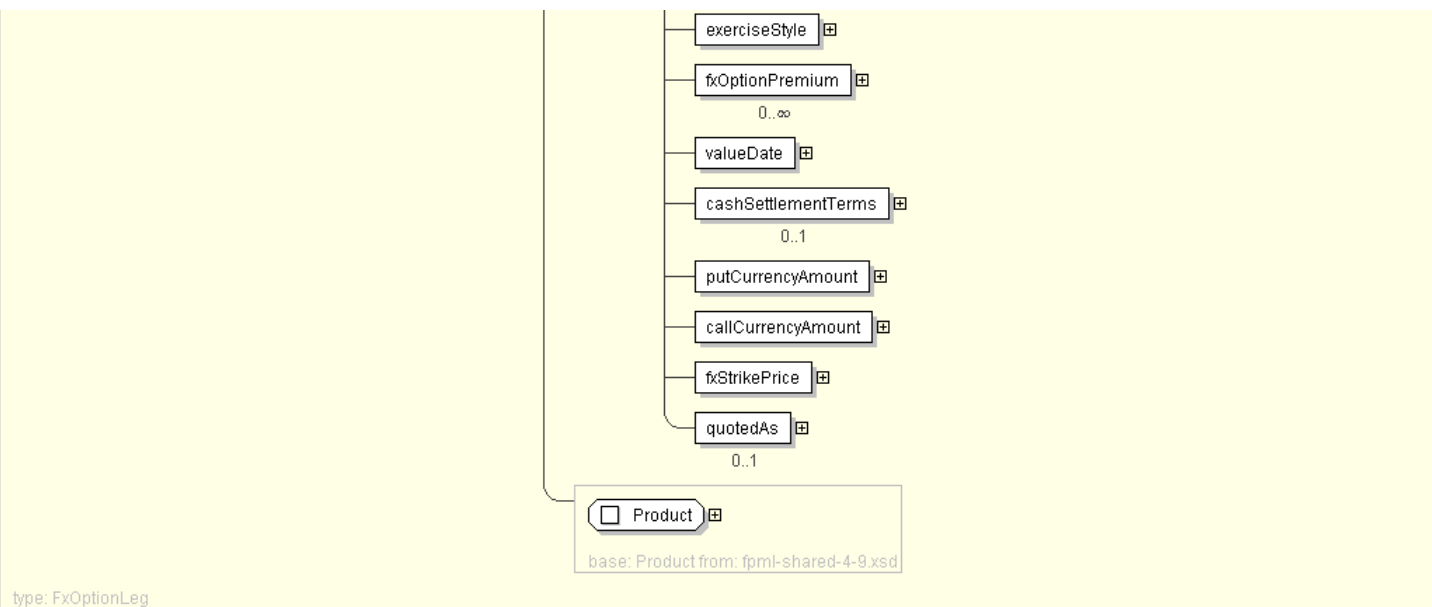 exerciseStyle
fxOptionPremium
0..∞
valueDate
cashSettlementTerms
0..1
putCurrencyAmount
callCurrencyAmount
fxStrikePrice
quotedAs
0..1
Product
base: Product from: fpml-shared-4-9.xsd
type: FxOptionLeg